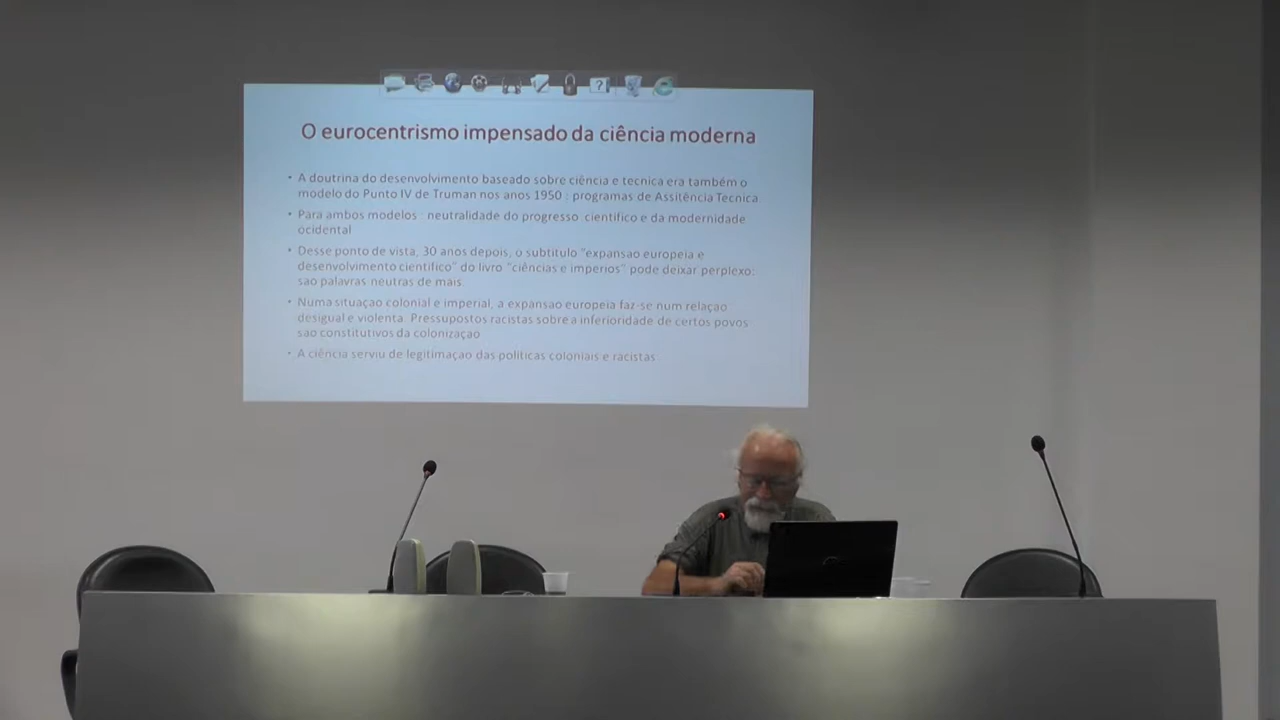 O eurocentrismo impensado da ciência moderna
• A doutrina do desenvolvimento baseado sobre ciência e tecnica era também o
modelo do Punto IV de Truman nos anos 1950 : programas de Assitência Tecnica
• Para ambos modelos neutralidade do progresso cientifico e da modernidade
ocidental
• Desse ponto de vista, 30 anos depois, o subtitulo "expansao europeia e
desenvolvimento cientifico" do livro "ciências e imperios" pode deixar perplexo:
sao palavras neutras de mais.
• Numa situaçao colonial e imperial, a expansao europeia faz-se num relaçao
desigual e violenta. Pressupostos racistas sobre a inferioridade de certos povos
sao constitutivos da colonizaçao
• A ciência serviu de legitimaçao das politicas coloniais e racistas